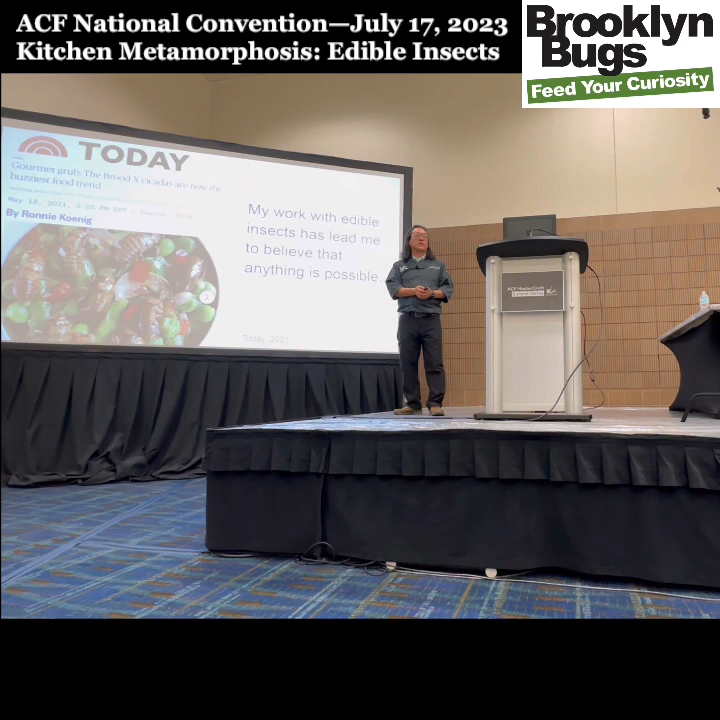 ACF National Convention—July 17, 2023
Kitchen Metamorphosis: Edible Insects
Brooklyn
Bugs
Feed Your Curiosity
TODAY
Gourmet grub: The Brood X cicadas are now the
buzziest food trend
May 18, 2021, 5:06 PM EDT
By Ronnie Koenig
My work with edible
insects has lead me
to believe that
anything is possible
Today, 2021
ACF